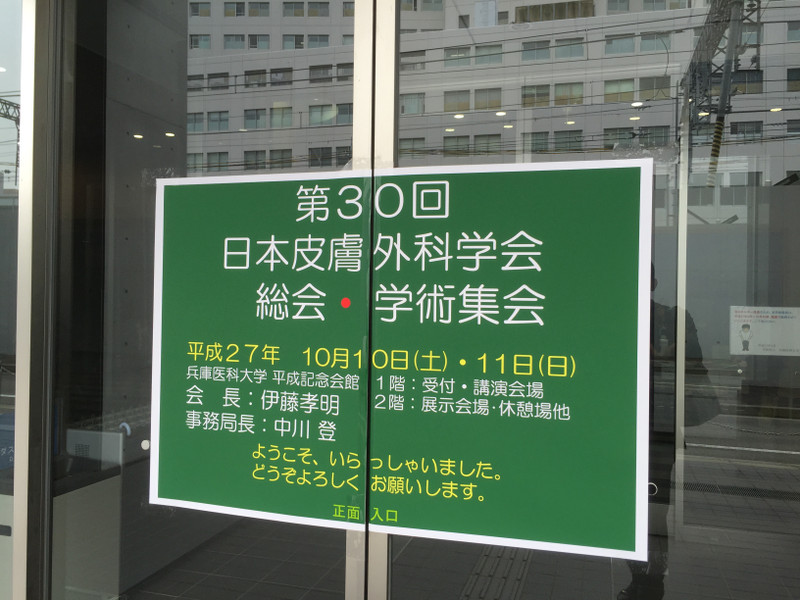 第30回
日本皮膚外科学会
総会・学術集会
平成27年 10月10日(土)・11日(日)
兵庫医科大学 平成記念会館 1階：受付・講演会場
会 長：伊藤孝明 2階：展示会場・休憩場他
事務局長：中川 登
ようこそ、いらっしゃいました。
どうぞよろしくお願いします。
正面 入口